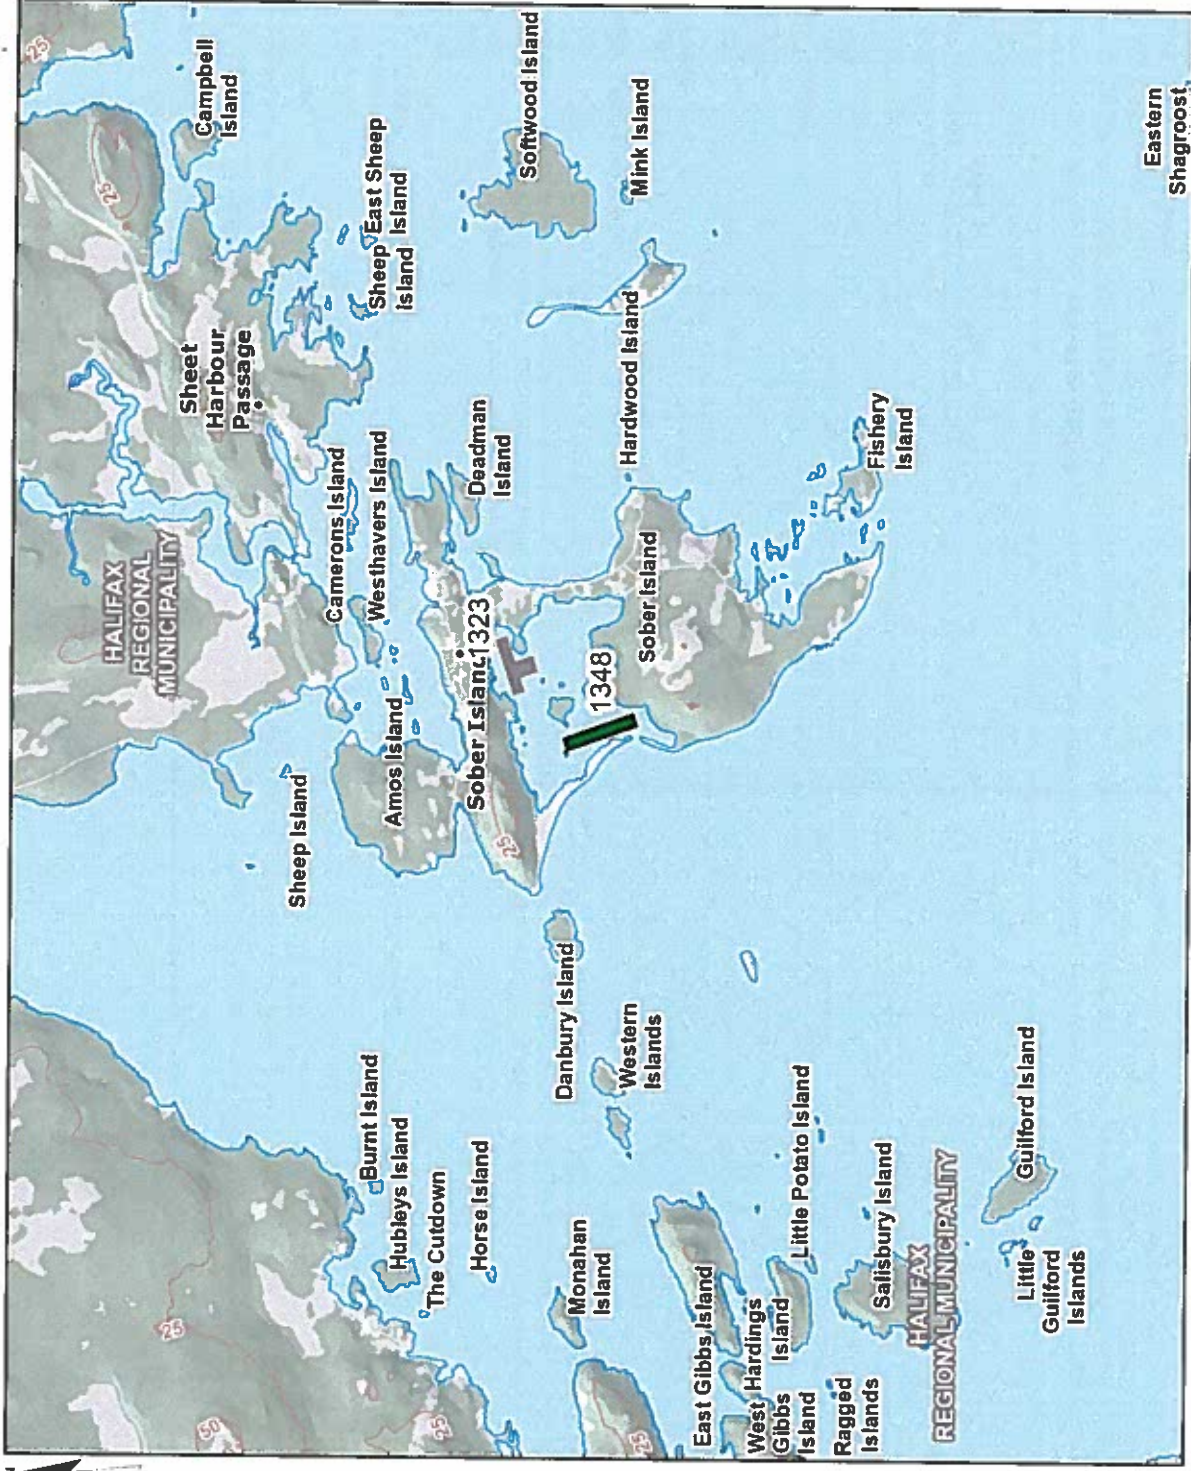 25
Campbell
Island
Softwood Island
Mink Island
Eastern
Shagroost
25
East Sheep
Island
Sheep
Island
Sheet
Harbour
Passage
Hardwood Island
Fishery
Island
Deadman
Island
Camerons Island
Westhavers Island
HALIFAX
REGIONAL
MUNICIPALITY
Sober Island
1323
Sober Island
1348
Amos Island
Sheep Island
25
Danbury Island
Western
Islands
Burnt Island
Hubleys Island
The Cutdown
Horse Island
Monahan
Island
Little Potato Island
Salisbury Island
Guilford Island
Little
Guilford
Islands
HALIFAX
REGIONAL MUNICIPALITY
East Gibbs Island
Hardings
Island
West
Gibbs
Island
Ragged
Islands
25
50
25
25